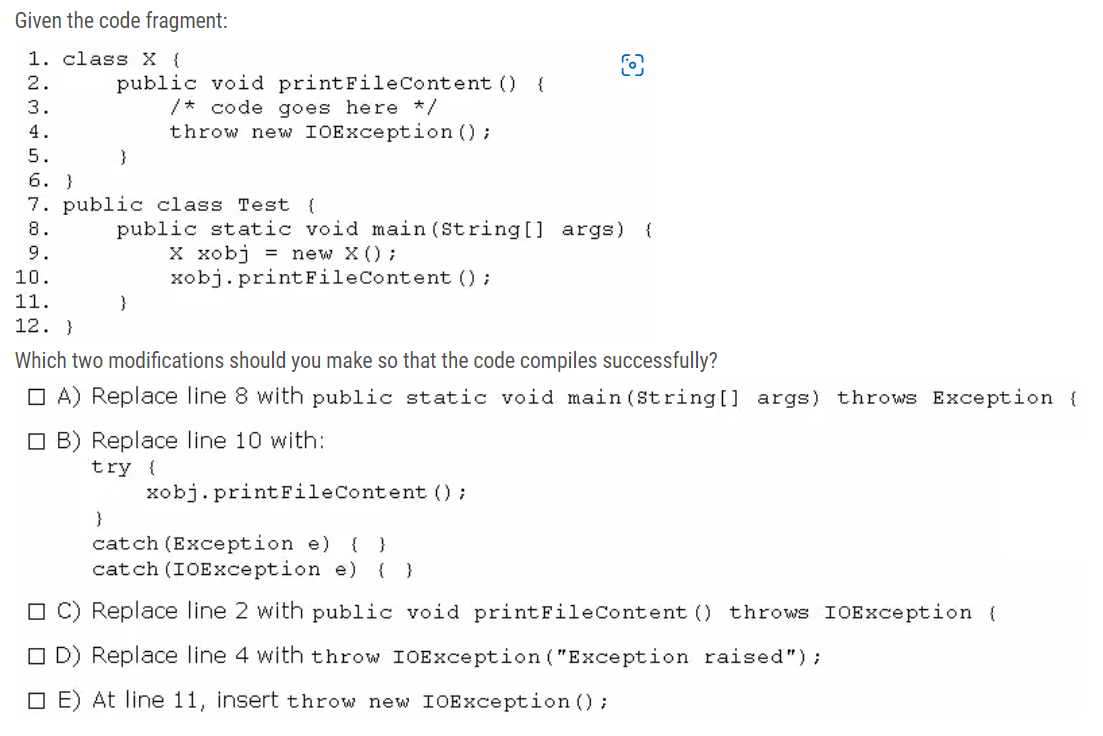 Given the code fragment:
1. class X {
2. public void printFileContent() {
3. /* code goes here */
4. throw new IOException();
5. }
6. }
7. public class Test {
8. public static void main(String[] args) {
9. X xobj = new X();
10. xobj.printFileContent();
11. }
12. }
Which two modifications should you make so that the code compiles successfully?
A) Replace line 8 with public static void main(String[] args) throws Exception {
B) Replace line 10 with:
try {
xobj.printFileContent();
}
catch(Exception e) { }
catch(IOException e) { }
C) Replace line 2 with public void printFileContent() throws IOException {
D) Replace line 4 with throw IOException("Exception raised");
E) At line 11, insert throw new IOException();